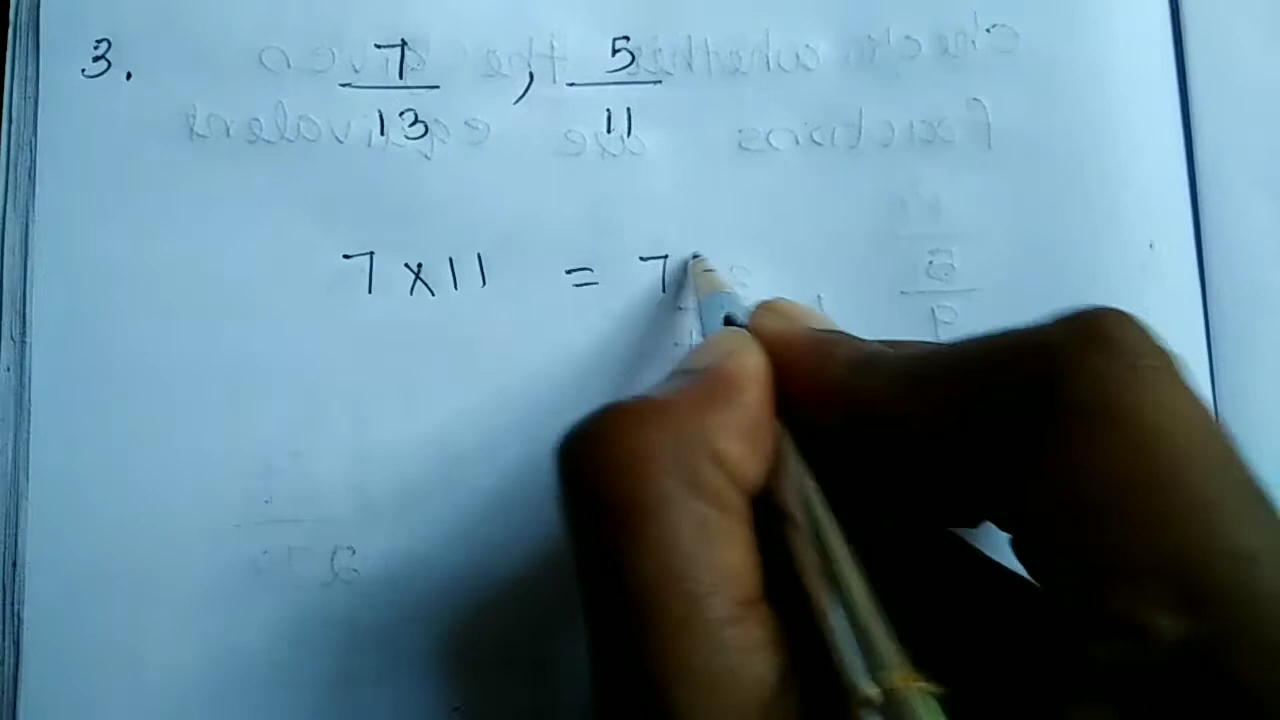 3. 7/13 , 5/11
7 × 11 = 7